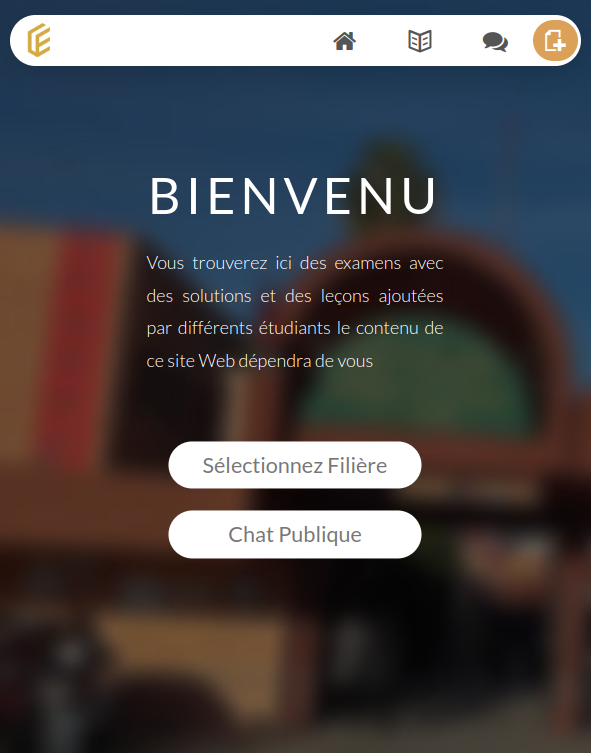 BIENVENU
Vous trouverez ici des examens avec
des solutions et des leçons ajoutées
par différents étudiants le contenu de
ce site Web dépendra de vous
Sélectionnez Filière
Chat Publique